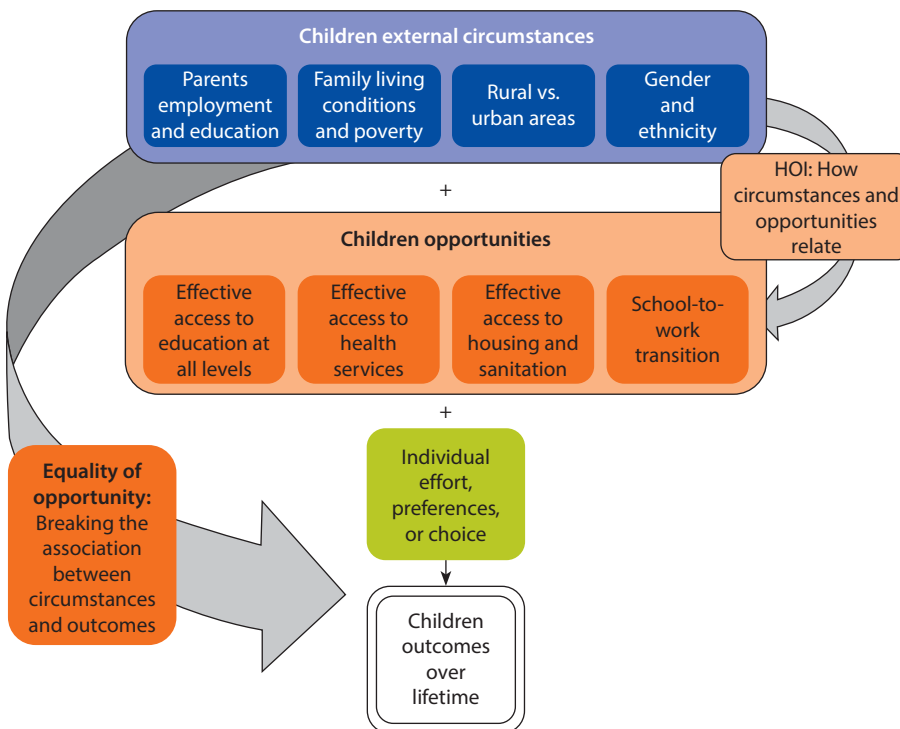 Children external circumstances
Parents
employment
and education
Family living
conditions
and poverty
Rural vs.
urban areas
Gender
and
ethnicity
HOI: How
circumstances and
opportunities
relate
+
Children opportunities
Effective
access to
education at
all levels
Effective
access to
health
services
Effective
access to
housing and
sanitation
School-to-
work
transition
+
Individual
effort,
preferences,
or choice
Equality of
opportunity:
Breaking the
association
between
circumstances
and outcomes
Children
outcomes
over
lifetime